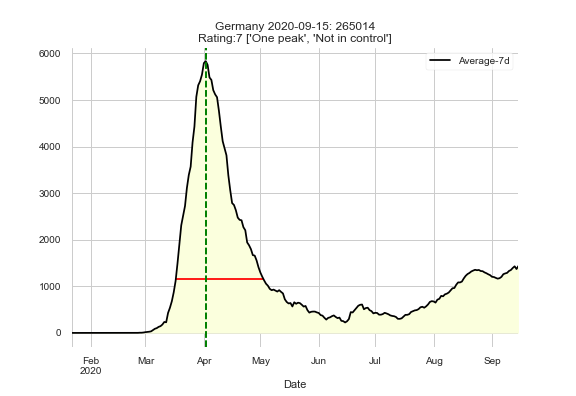 Germany 2020-09-15: 265014
Rating:7 ['One peak', 'Not in control']
Average-7d
6000
5000
4000
3000
2000
1000
0
Feb Mar Apr May Jun Jul Aug Sep
2020
Date